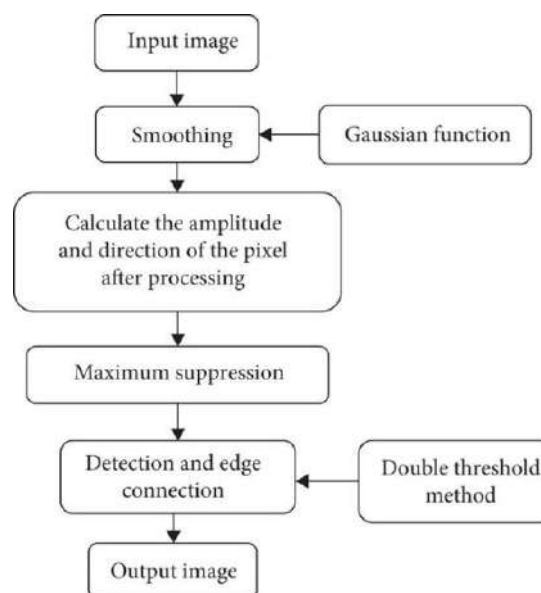 Input image
Smoothing
Gaussian function
Calculate the amplitude
and direction of the pixel
after processing
Maximum suppression
Detection and edge
connection
Double threshold
method
Output image